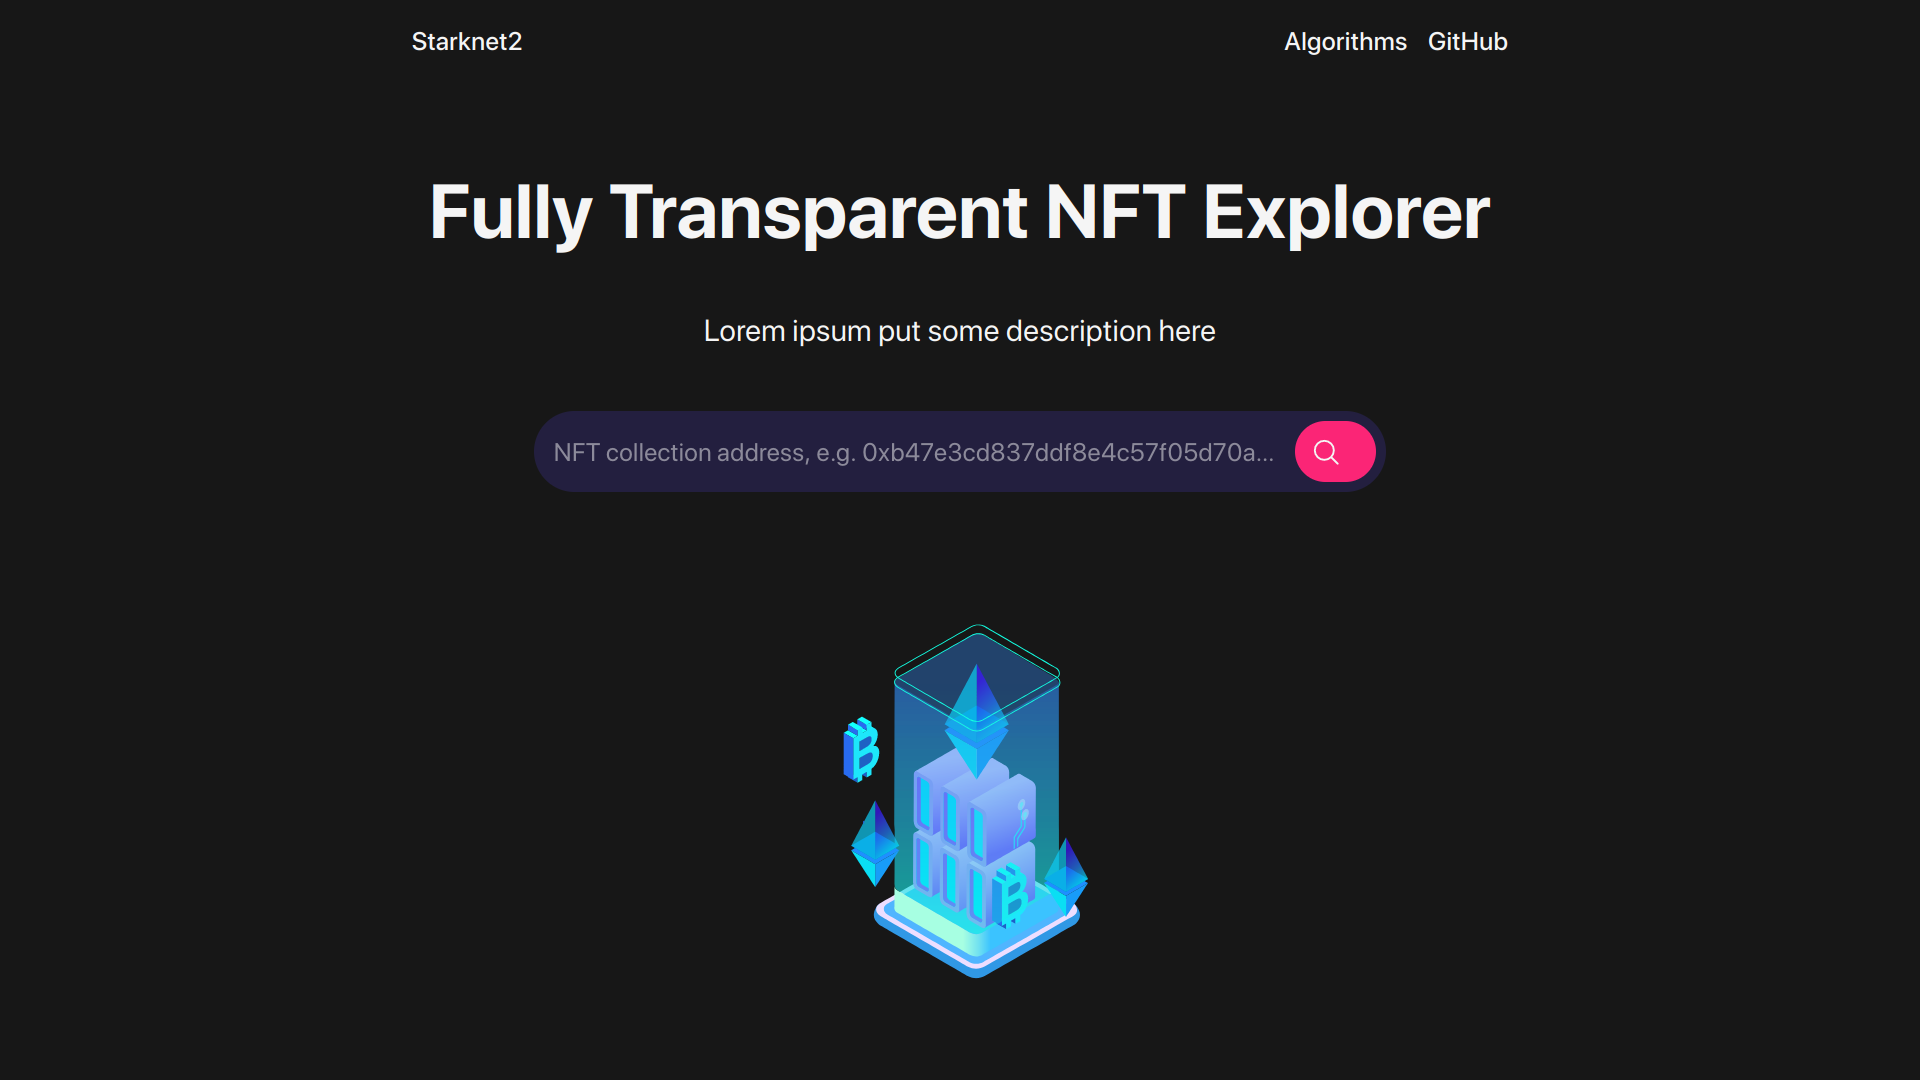 Starknet2
Algorithms GitHub
Fully Transparent NFT Explorer
Lorem ipsum put some description here
NFT collection address, e.g. 0xb47e3cd837ddf8e4c57f05d70a...